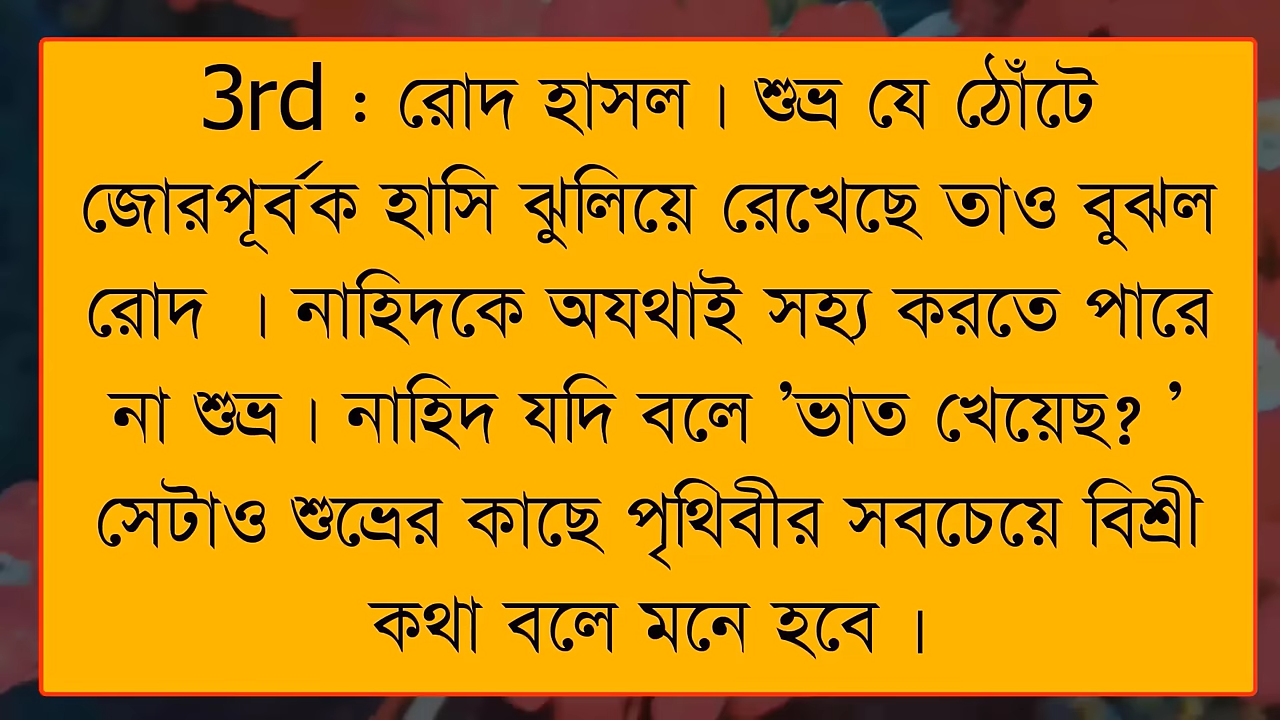 3rd : রোদ হাসল । শুভ্র যে ঠোঁটে
জোরপূর্বক হাসি ঝুলিয়ে রেখেছে তাও বুঝল
রোদ । নাহিদকে অযথাই সহ্য করতে পারে
না শুভ্র । নাহিদ যদি বলে ’ভাত খেয়েছ? ’
সেটাও শুভ্রের কাছে পৃথিবীর সবচেয়ে বিশ্রী
কথা বলে মনে হবে ।